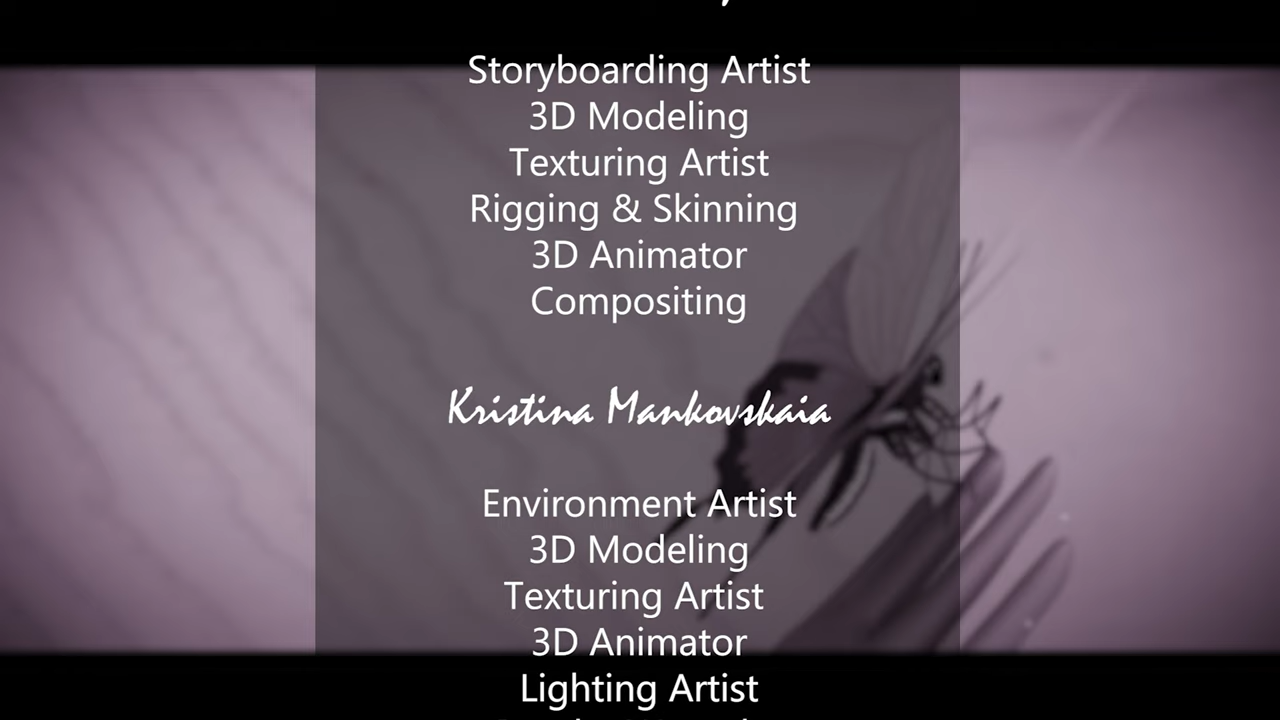 Storyboarding Artist
3D Modeling
Texturing Artist
Rigging & Skinning
3D Animator
Compositing
Kristina Mankovskaia
Environment Artist
3D Modeling
Texturing Artist
3D Animator
Lighting Artist